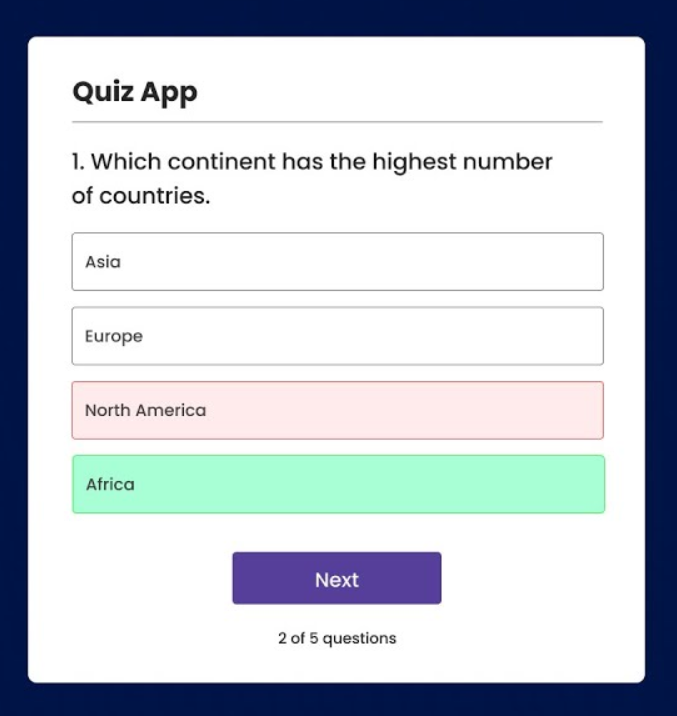 Quiz App
1. Which continent has the highest number
of countries.
Asia
Europe
North America
Africa
Next
2 of 5 questions